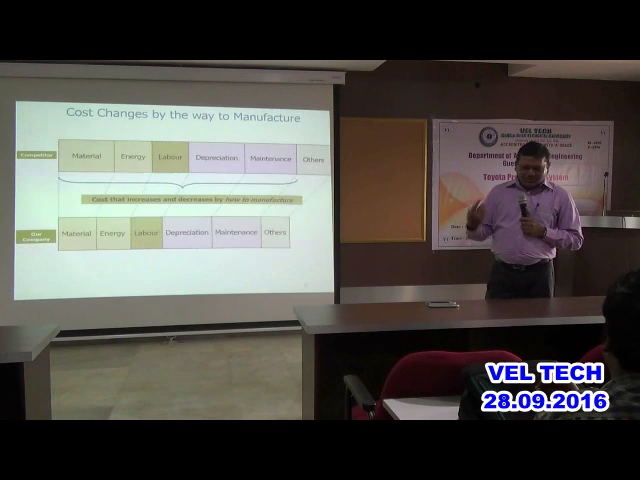 Cost Changes by the way to Manufacture
Competitor
Material Energy Labour Depreciation Maintenance Others
Cost that increases and decreases by how to manufacture
Our
Company
Material Energy Labour Depreciation Maintenance Others
VEL TECH
Department of
Engineering
Toyota
System
VEL TECH
28.09.2016